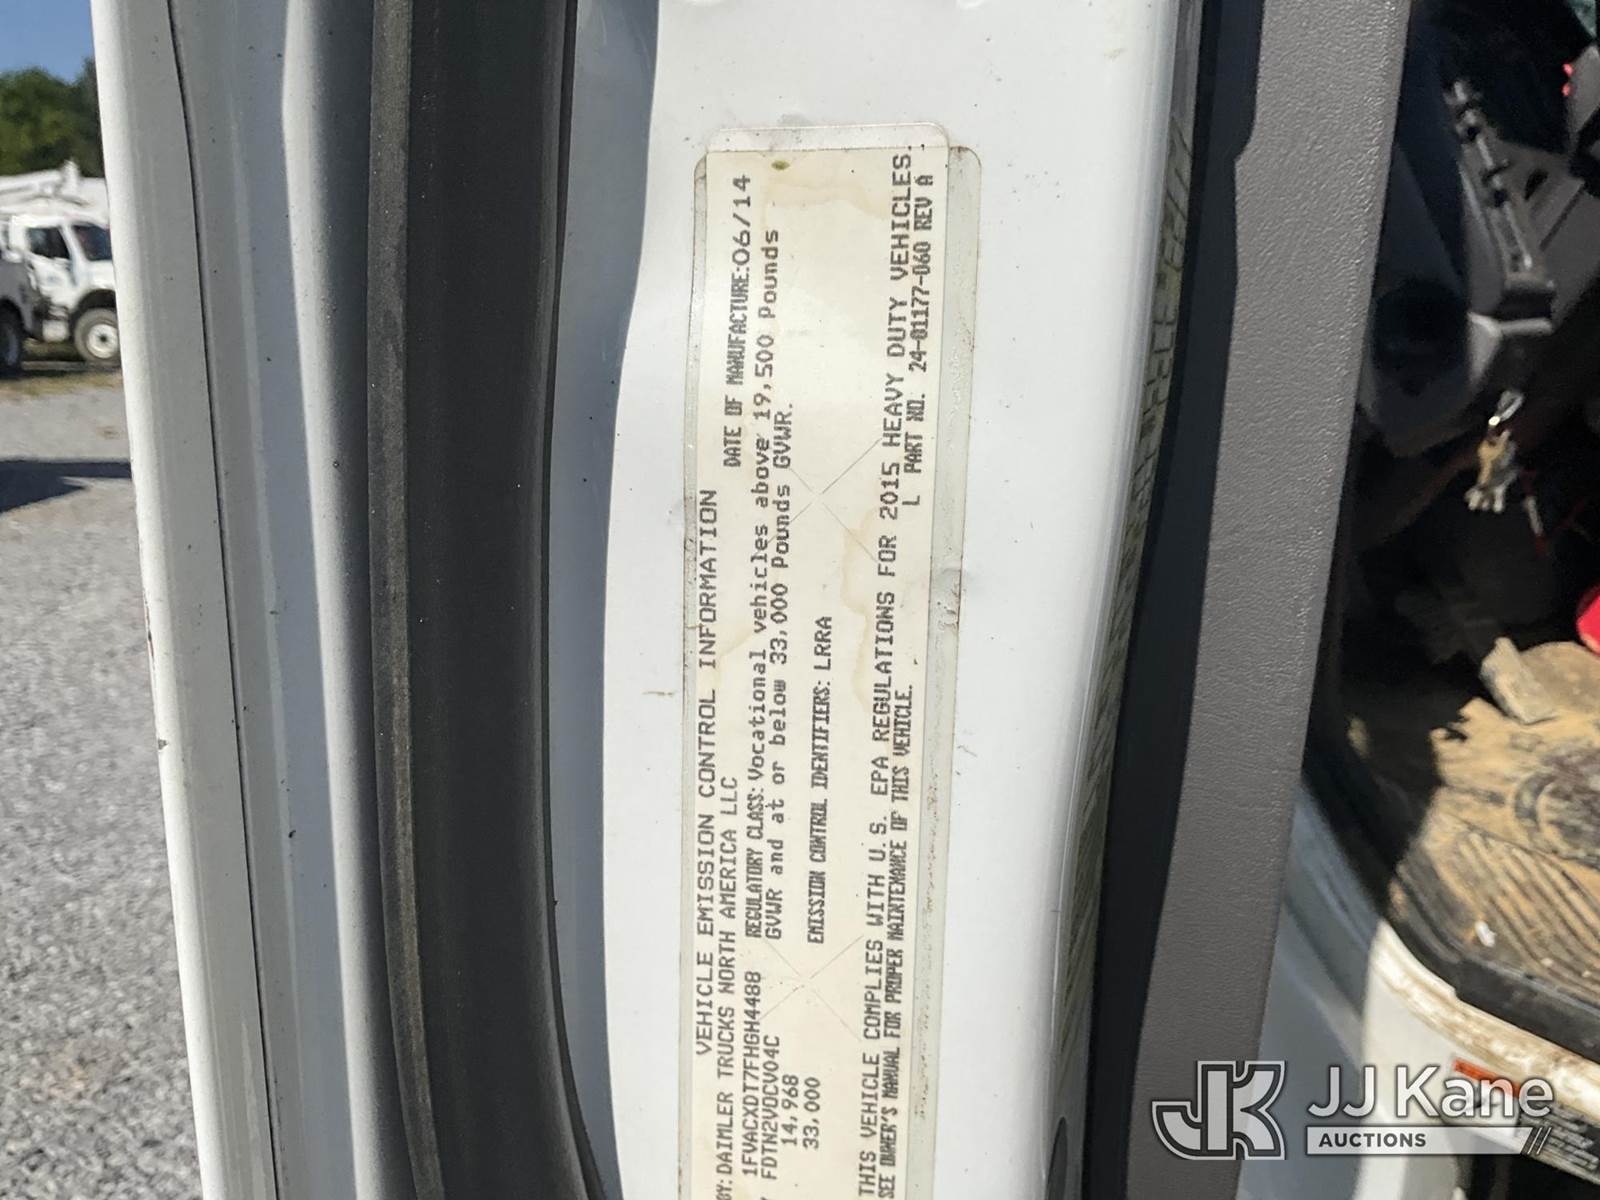 VEHICLE EMISSION CONTROL INFORMATION
BY: DAIMLER TRUCKS NORTH AMERICA LLC
DATE OF MANUFACTURE: 06/14
1FVACXDT7FHGH4488
REGULATORY CLASS: Vocational vehicles above 19,500 Pounds
FDTN2VOCV04C
GVWR and at or below 33,000 Pounds GVWR.
14,968
33,000
EMISSION CONTROL IDENTIFIERS: LRRA
THIS VEHICLE COMPLIES WITH U.S. EPA REGULATIONS FOR 2015 HEAVY DUTY VEHICLES.
SEE OWNER'S MANUAL FOR PROPER MAINTENANCE OF THIS VEHICLE.
L PART NO. 24-01177-060 REV A
JK
JJ Kane
AUCTIONS